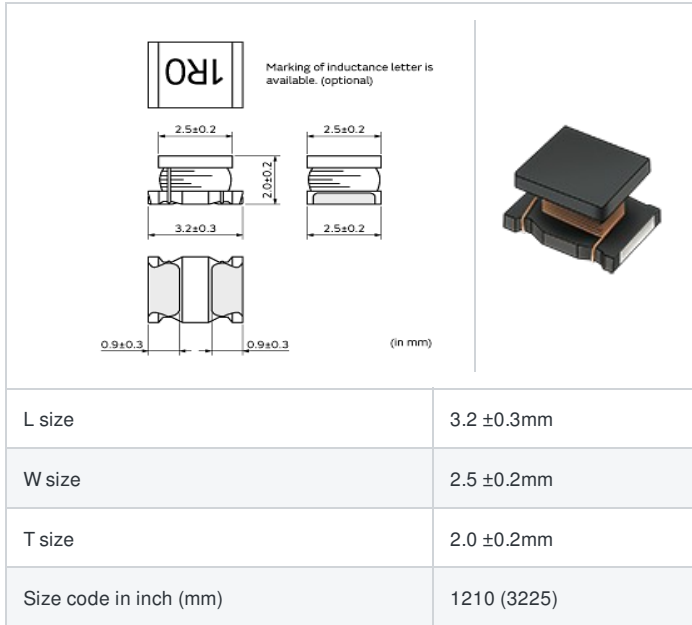 1R0
Marking of inductance letter is
available. (optional)
2.5±0.2
2.5±0.2
2.0±0.2
3.2±0.3
2.5±0.2
0.9±0.3
0.9±0.3
(in mm)
L size
3.2 ±0.3mm
W size
2.5 ±0.2mm
T size
2.0 ±0.2mm
Size code in inch (mm)
1210 (3225)